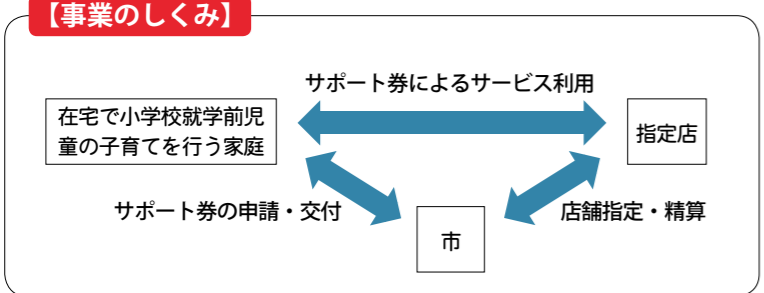 【事業のしくみ】
サポート券によるサービス利用
在宅で小学校就学前児
童の子育てを行う家庭
指定店
サポート券の申請・交付
店舗指定・精算
市